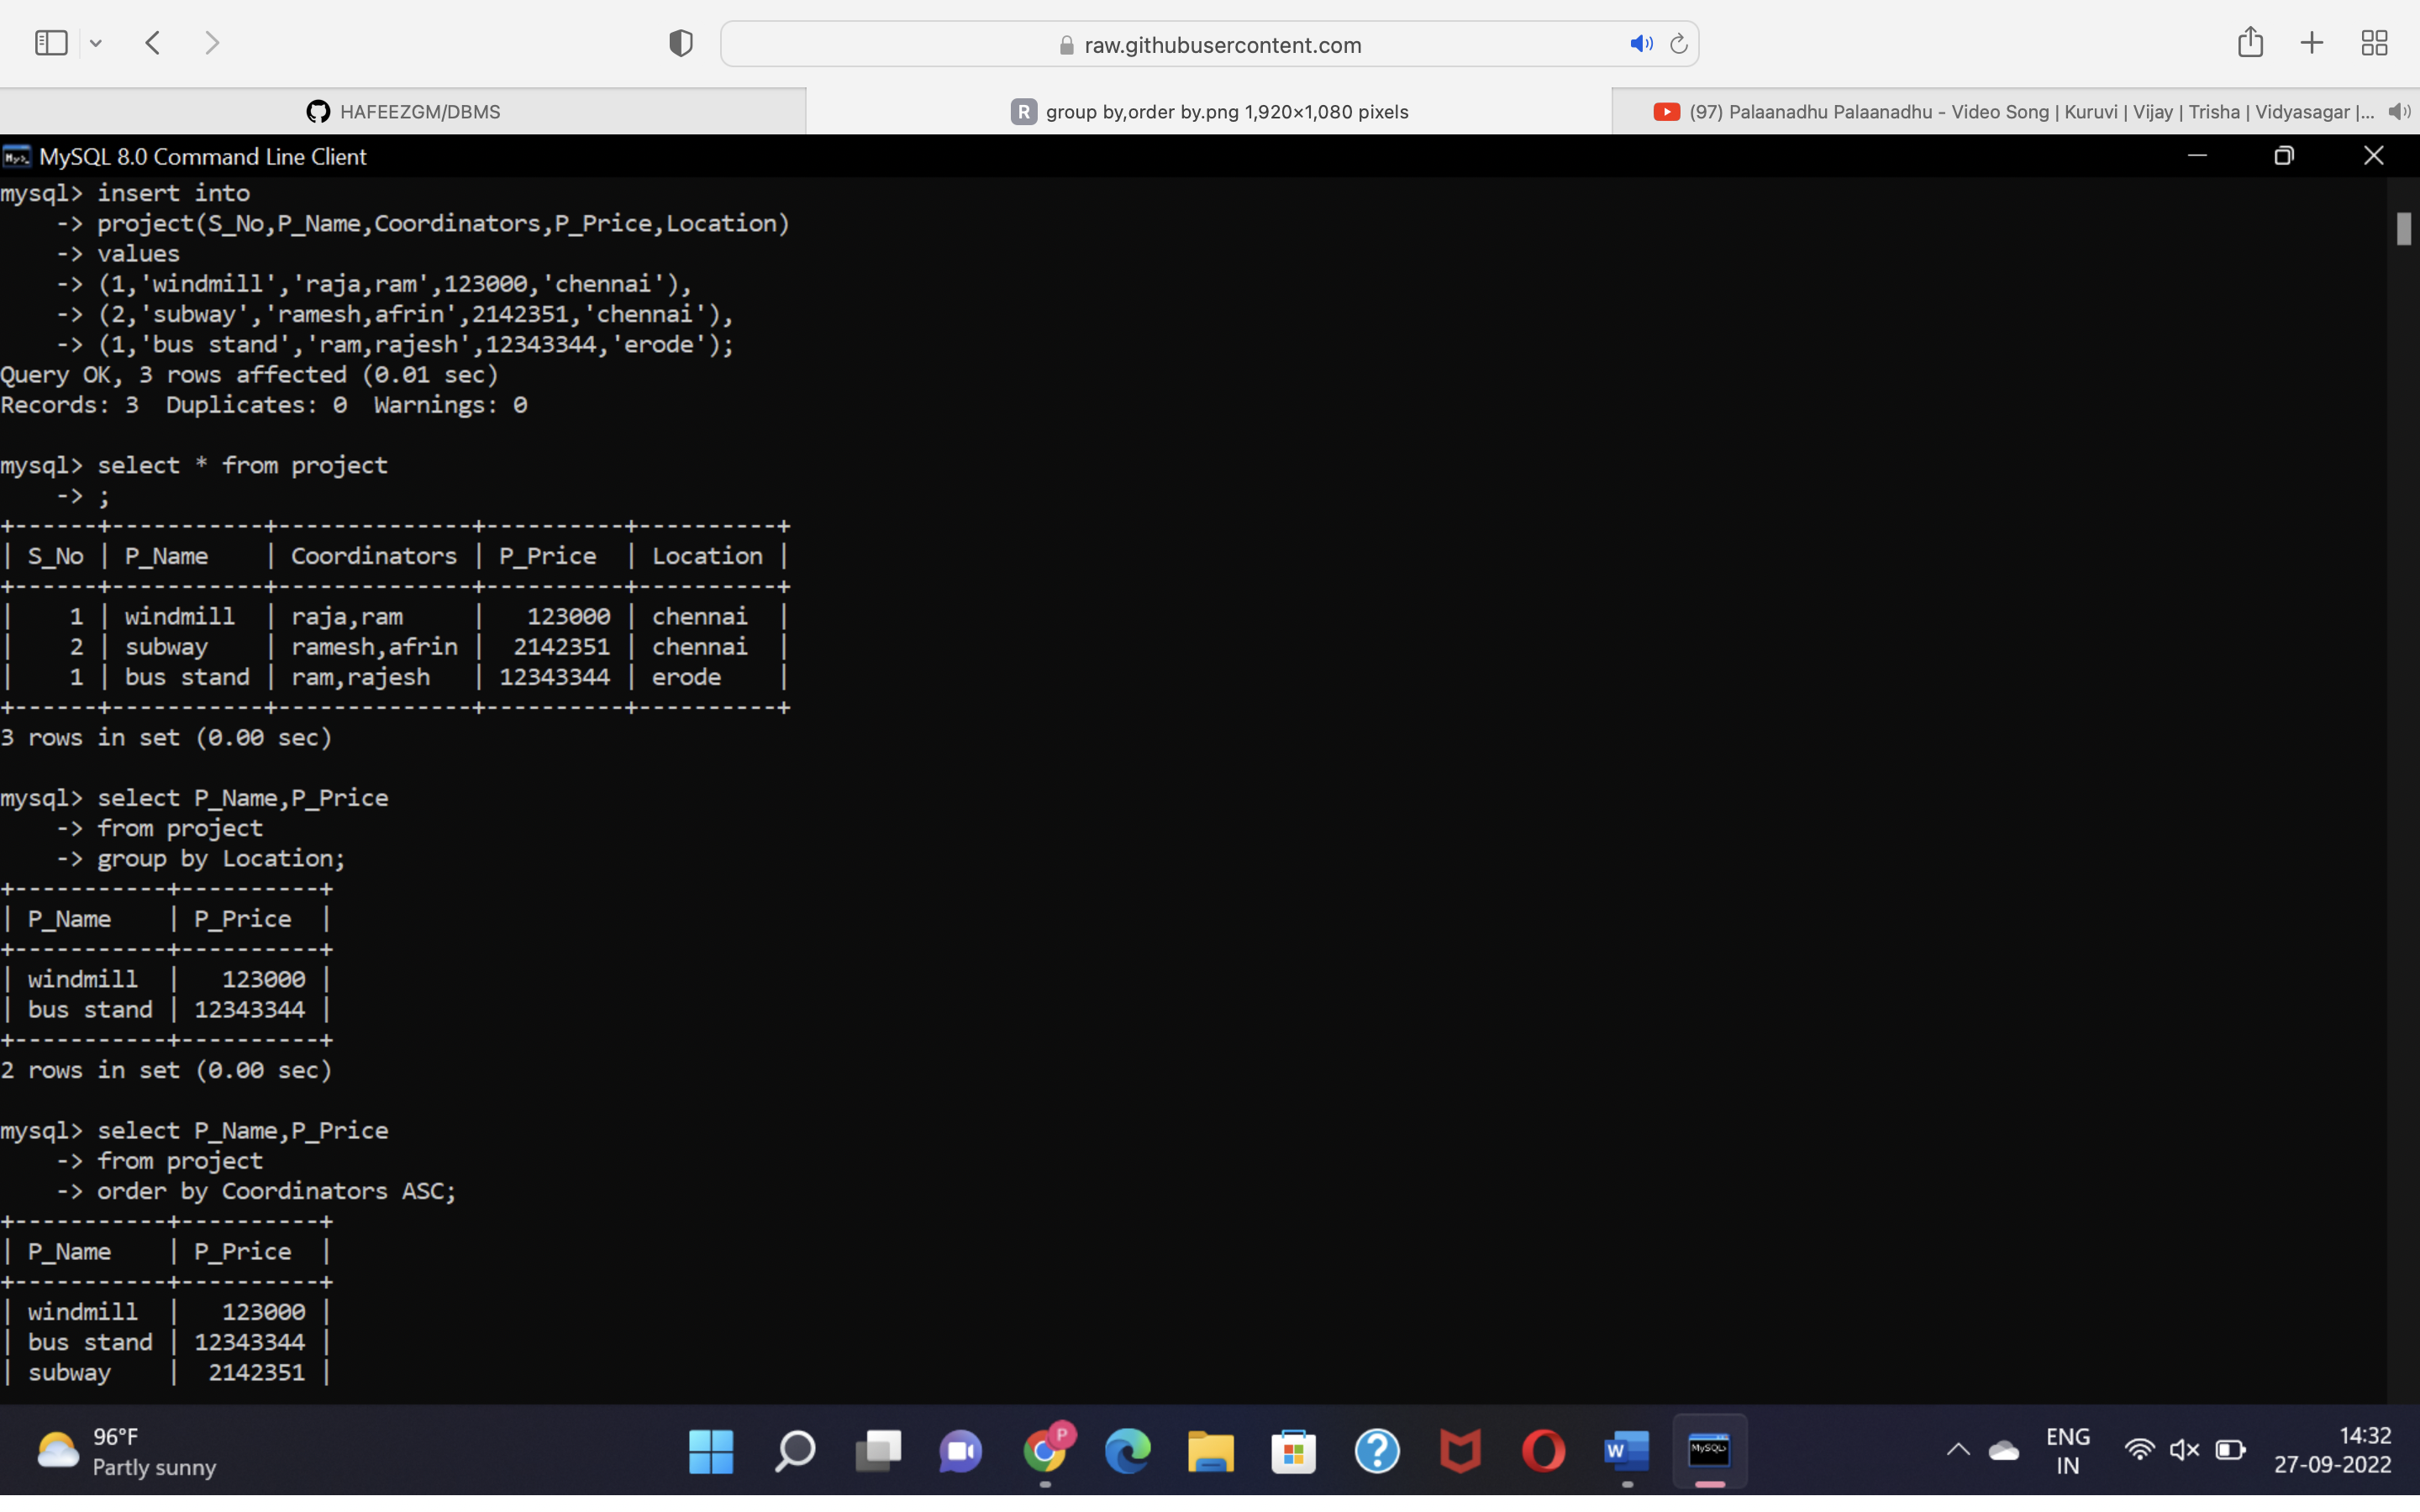 raw.githubusercontent.com
HAFEEZGM/DBMS
R group by,order by.png 1,920×1,080 pixels
(97) Palaanadhu Palaanadhu - Video Song | Kuruvi | Vijay | Trisha | Vidyasagar |...
MySQL 8.0 Command Line Client
mysql> insert into
    -> project(S_No,P_Name,Coordinators,P_Price,Location)
    -> values
    -> (1,'windmill','raja,ram',123000,'chennai'),
    -> (2,'subway','ramesh,afrin',2142351,'chennai'),
    -> (1,'bus stand','ram,rajesh',12343344,'erode');
Query OK, 3 rows affected (0.01 sec)
Records: 3  Duplicates: 0  Warnings: 0
mysql> select * from project
    -> ;
+------+-----------+--------------+----------+----------+
| S_No | P_Name    | Coordinators | P_Price  | Location |
+------+-----------+--------------+----------+----------+
|    1 | windmill  | raja,ram     |   123000 | chennai  |
|    2 | subway    | ramesh,afrin |  2142351 | chennai  |
|    1 | bus stand | ram,rajesh   | 12343344 | erode    |
+------+-----------+--------------+----------+----------+
3 rows in set (0.00 sec)
mysql> select P_Name,P_Price
    -> from project
    -> group by Location;
+-----------+----------+
| P_Name    | P_Price  |
+-----------+----------+
| windmill  |   123000 |
| bus stand | 12343344 |
+-----------+----------+
2 rows in set (0.00 sec)
mysql> select P_Name,P_Price
    -> from project
    -> order by Coordinators ASC;
+-----------+----------+
| P_Name    | P_Price  |
+-----------+----------+
| windmill  |   123000 |
| bus stand | 12343344 |
| subway    |  2142351 |
96°F
Partly sunny
P
W
MySQL>
ENG
IN
14:32
27-09-2022